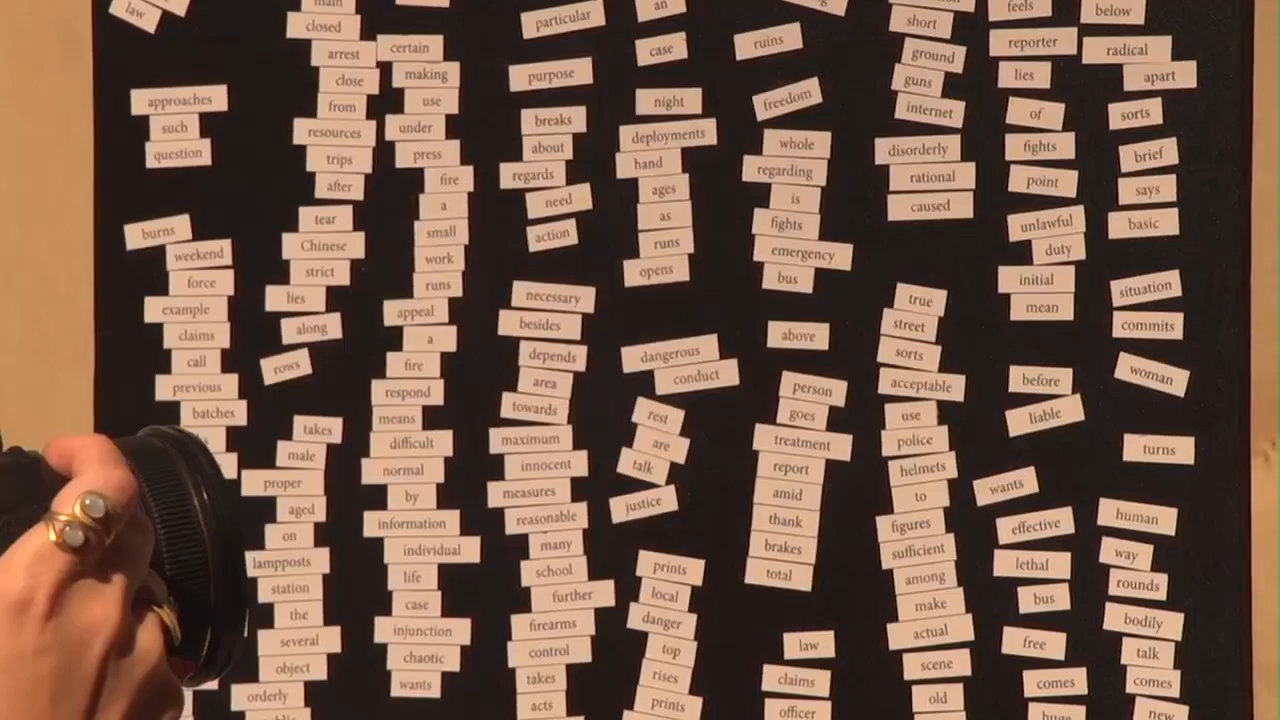 law
approaches
such
question
burns
weekend
force
example
claims
call
previous
batches
main
closed
arrest
close
from
resources
trips
after
tear
Chinese
strict
lies
along
rows
takes
male
proper
aged
on
lampposts
station
the
several
object
orderly
certain
making
use
under
press
fire
a
small
work
runs
appeal
a
fire
respond
means
difficult
normal
by
information
individual
life
case
injunction
chaotic
wants
particular
purpose
breaks
about
regards
need
action
necessary
besides
depends
area
towards
maximum
innocent
measures
reasonable
many
school
further
firearms
control
takes
acts
an
case
night
deployments
hand
ages
as
runs
opens
dangerous
conduct
rest
are
talk
justice
prints
local
danger
top
rises
prints
ruins
freedom
whole
regarding
is
fights
emergency
bus
above
person
goes
treatment
report
amid
thank
brakes
total
law
claims
officer
short
ground
guns
internet
disorderly
rational
caused
true
street
sorts
acceptable
use
police
helmets
to
figures
sufficient
among
make
actual
scene
old
feels
reporter
lies
of
fights
point
unlawful
duty
initial
mean
before
liable
wants
effective
lethal
bus
free
comes
huge
below
radical
apart
sorts
brief
says
basic
situation
commits
woman
turns
human
way
rounds
bodily
talk
comes
new